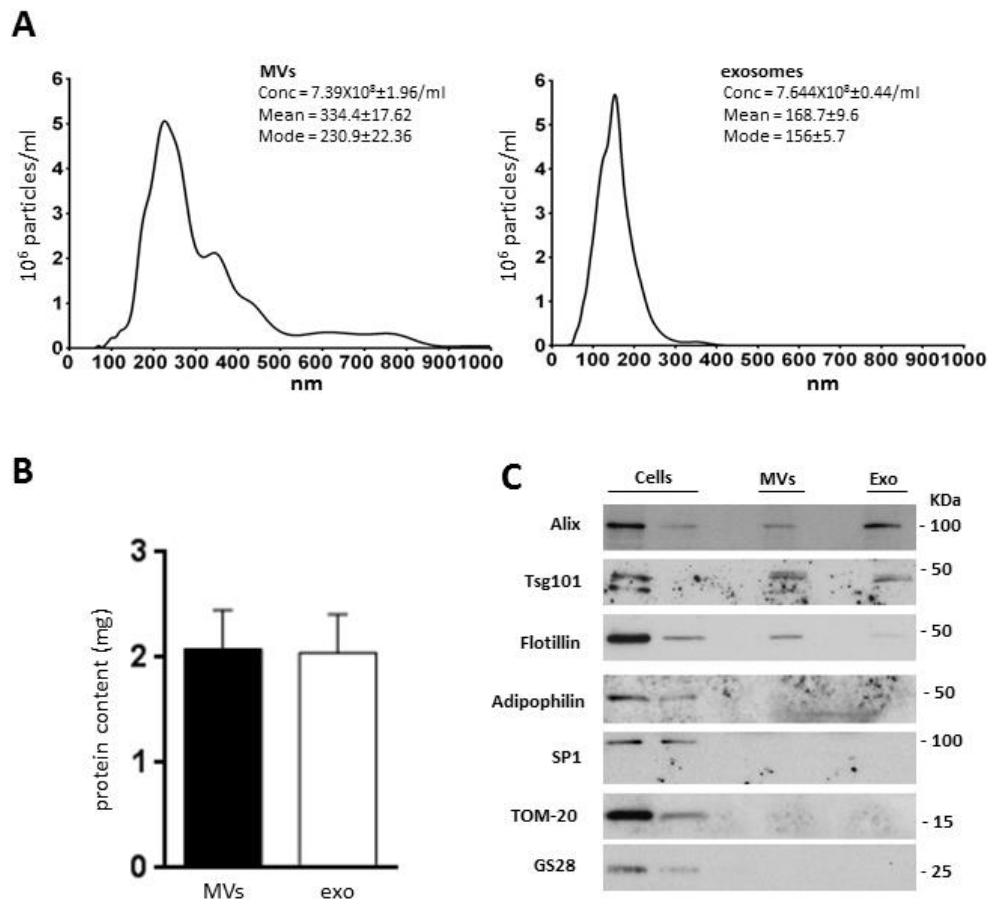 A
MVs
Conc = 7.39X10⁸±1.96/ml
Mean = 334.4±17.62
Mode = 230.9±22.36
10⁶ particles/ml
6
5
4
3
2
1
0
0 100 200 300 400 500 600 700 800 9001000
nm
exosomes
Conc = 7.644X10⁸±0.44/ml
Mean = 168.7±9.6
Mode = 156±5.7
10⁶ particles/ml
6
5
4
3
2
1
0
0 100 200 300 400 500 600 700 800 9001000
nm
B
protein content (mg)
3
2
1
0
MVs exo
C
Cells MVs Exo
KDa
Alix - 100
Tsg101 - 50
Flotillin - 50
Adipophilin - 50
SP1 - 100
TOM-20 - 15
GS28 - 25